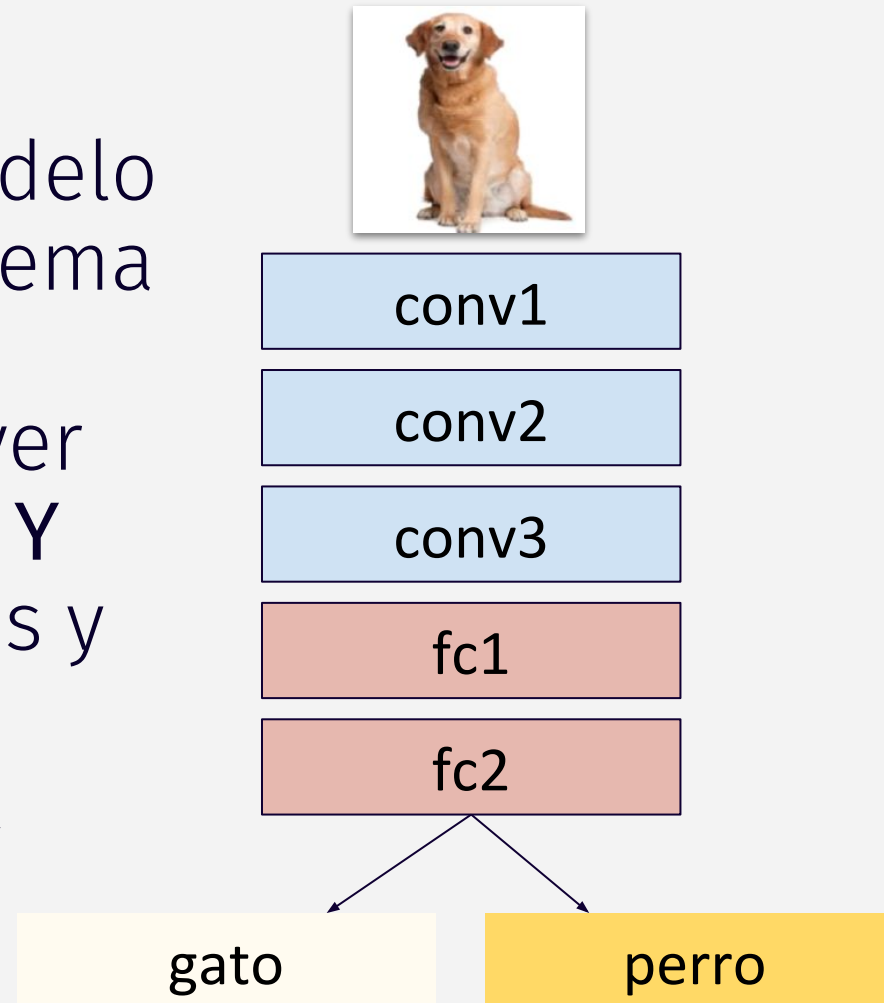 delo
ema
ver
Y
s y
conv1
conv2
conv3
fc1
fc2
gato
perro